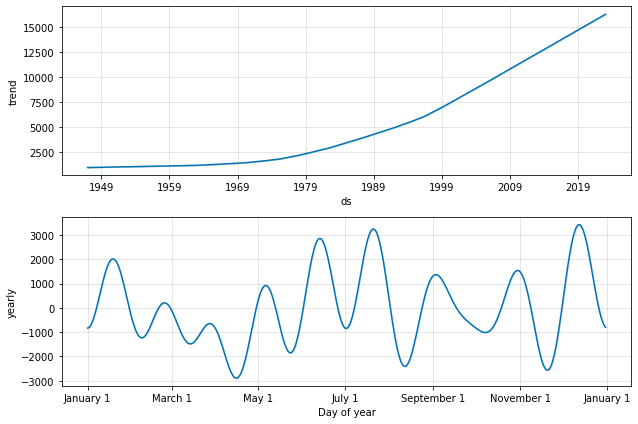 15000
12500
10000
7500
5000
2500
trend
1949 1959 1969 1979 1989 1999 2009 2019
ds
3000
2000
1000
0
−1000
−2000
−3000
yearly
January 1 March 1 May 1 July 1 September 1 November 1 January 1
Day of year